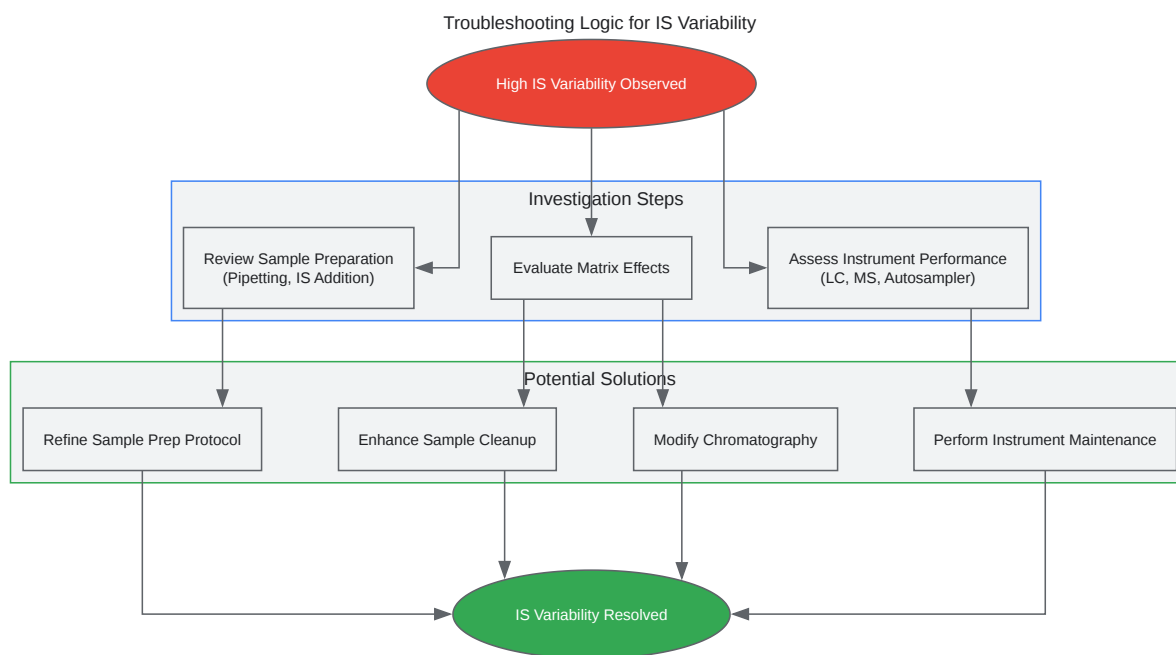 Troubleshooting Logic for IS Variability
High IS Variability Observed
Investigation Steps
Review Sample Preparation
(Pipetting, IS Addition)
Evaluate Matrix Effects
Assess Instrument Performance
(LC, MS, Autosampler)
Potential Solutions
Refine Sample Prep Protocol
Enhance Sample Cleanup
Modify Chromatography
Perform Instrument Maintenance
IS Variability Resolved